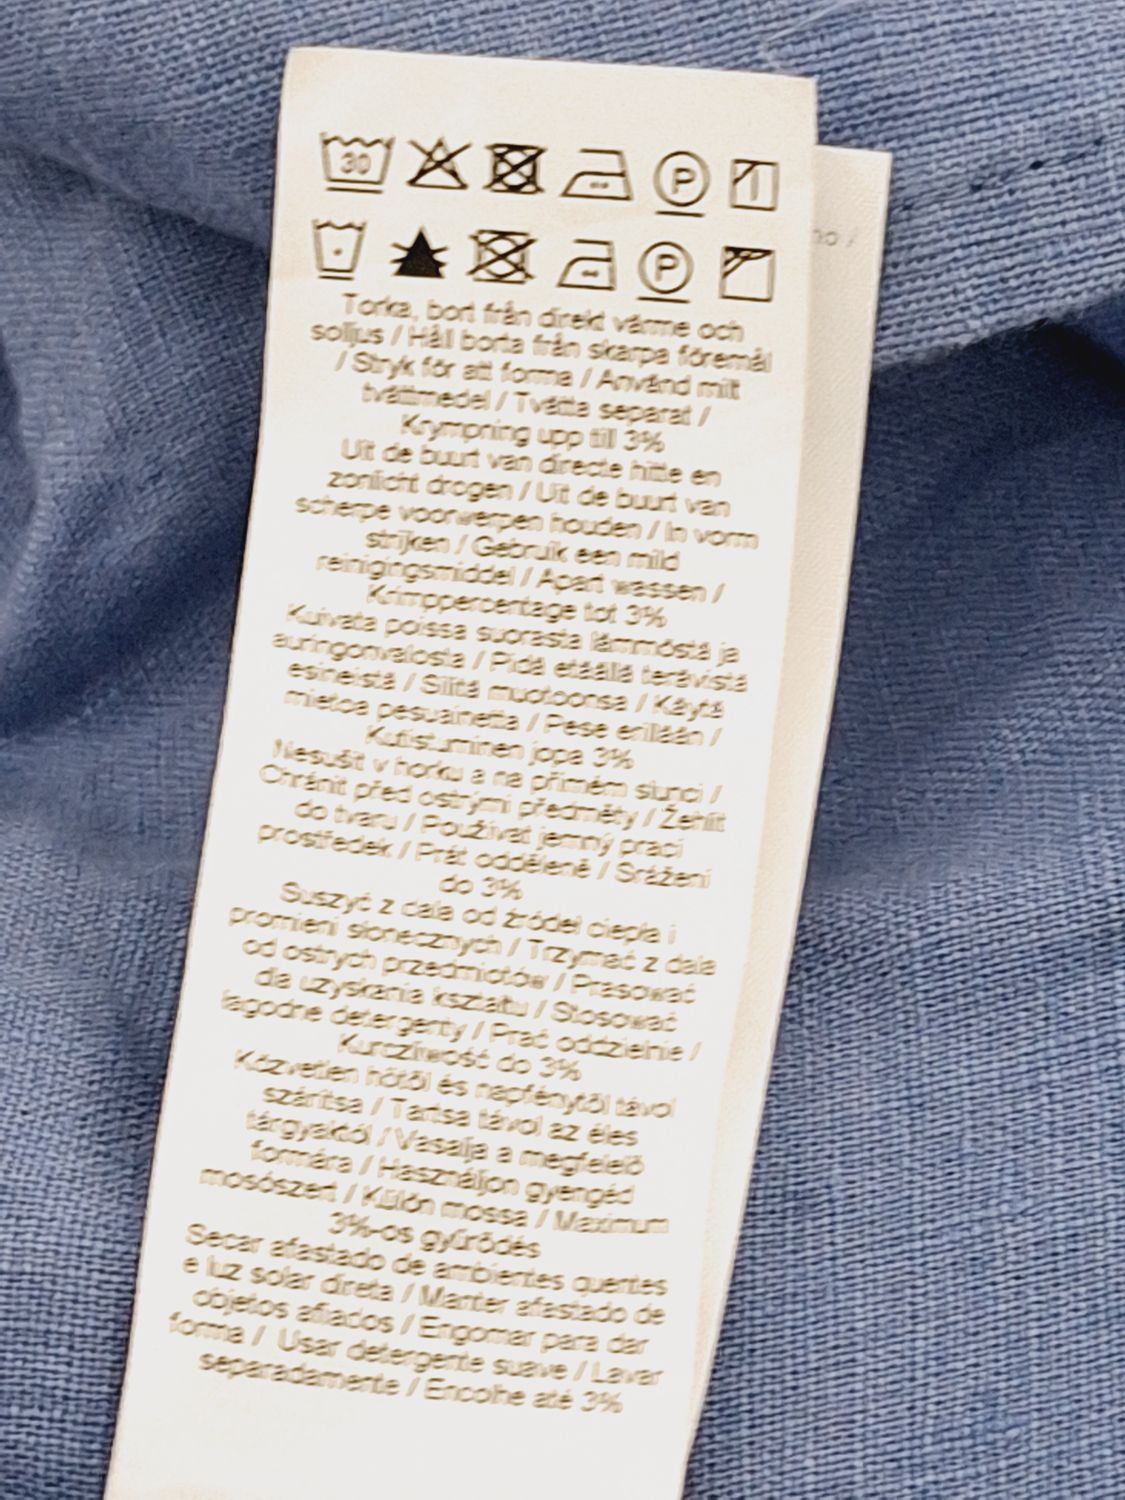 30 P
P
Torka, bort från direkt värme och
solljus / Håll borta från skarpa föremål
/ Stryk för att forma / Använd milt
tvättmedel / Tvätta separat /
Krympning upp till 3%
Uit de buurt van directe hitte en
zonlicht drogen / Uit de buurt van
scherpe voorwerpen houden / In vorm
strijken / Gebruik een mild
reinigingsmiddel / Apart wassen /
Krimppercentage tot 3%
Kuivata poissa suorasta lämmöstä ja
auringonvalosta / Pidä etäällä terävistä
esineistä / Silitä muotoonsa / Käytä
mietoa pesuainetta / Pese erillään /
Kutistuminen jopa 3%
Nesušit v horku a na přímém slunci /
Chránit před ostrými předměty / Žehlit
do tvaru / Používat jemný prací
prostředek / Prát odděleně / Srážení
do 3%
Suszyć z dala od źródeł ciepła i
promieni słonecznych / Trzymać z dala
od ostrych przedmiotów / Prasować
dla uzyskania kształtu / Stosować
łagodne detergenty / Prać oddzielnie /
Kurczliwość do 3%
Közvetlen hőtől és napfénytől távol
szárítsa / Tartsa távol az éles
tárgyaktól / Vasalja a megfelelő
formára / Használjon gyengéd
mosószert / Külön mossa / Maximum
3%-os gyűrődés
Secar afastado de ambientes quentes
e luz solar direta / Manter afastado de
objetos afiados / Engomar para dar
forma / Usar detergente suave / Lavar
separadamente / Encolhe até 3%